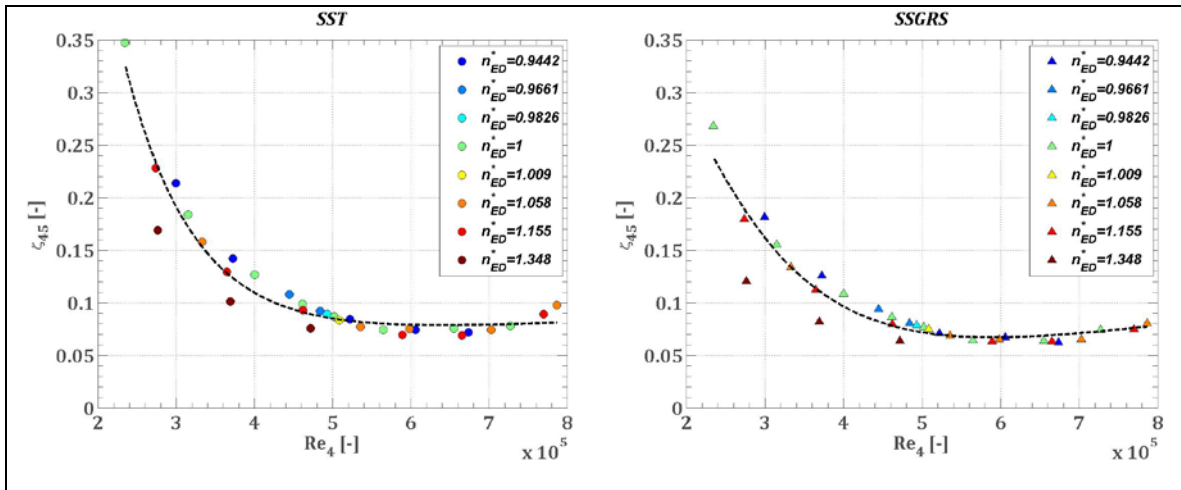 SST
0.35
0.3
0.25
0.2
0.15
0.1
0.05
0
ζ45 [-]
n*ED=0.9442
n*ED=0.9661
n*ED=0.9826
n*ED=1
n*ED=1.009
n*ED=1.058
n*ED=1.155
n*ED=1.348
2 3 4 5 6 7 8
Re4 [-]
x 10^5
SSGRS
0.35
0.3
0.25
0.2
0.15
0.1
0.05
0
ζ45 [-]
n*ED=0.9442
n*ED=0.9661
n*ED=0.9826
n*ED=1
n*ED=1.009
n*ED=1.058
n*ED=1.155
n*ED=1.348
2 3 4 5 6 7 8
Re4 [-]
x 10^5